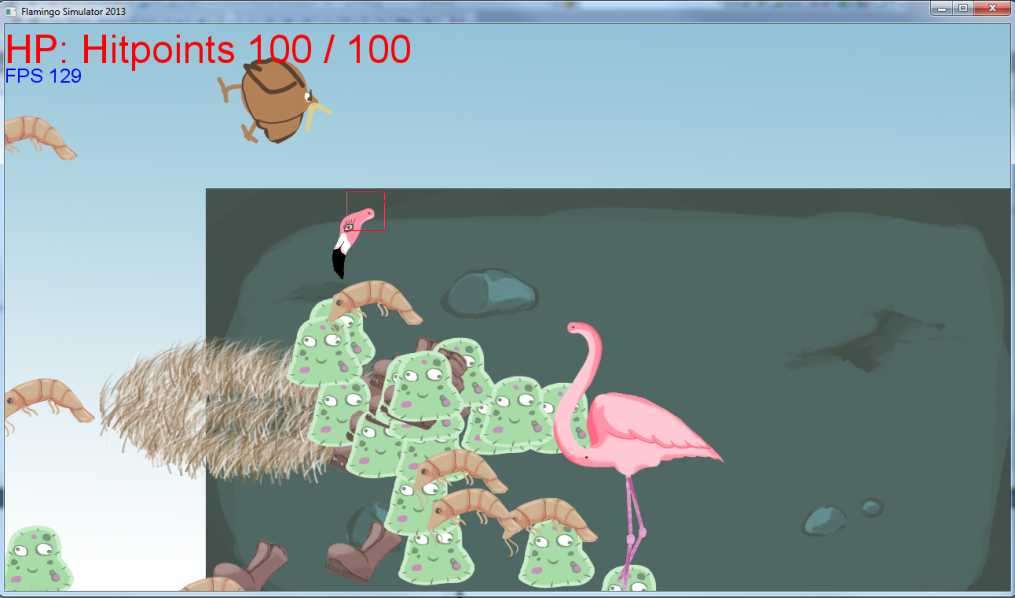 Flamingo Simulator 2013
HP: Hitpoints 100 / 100
FPS 129